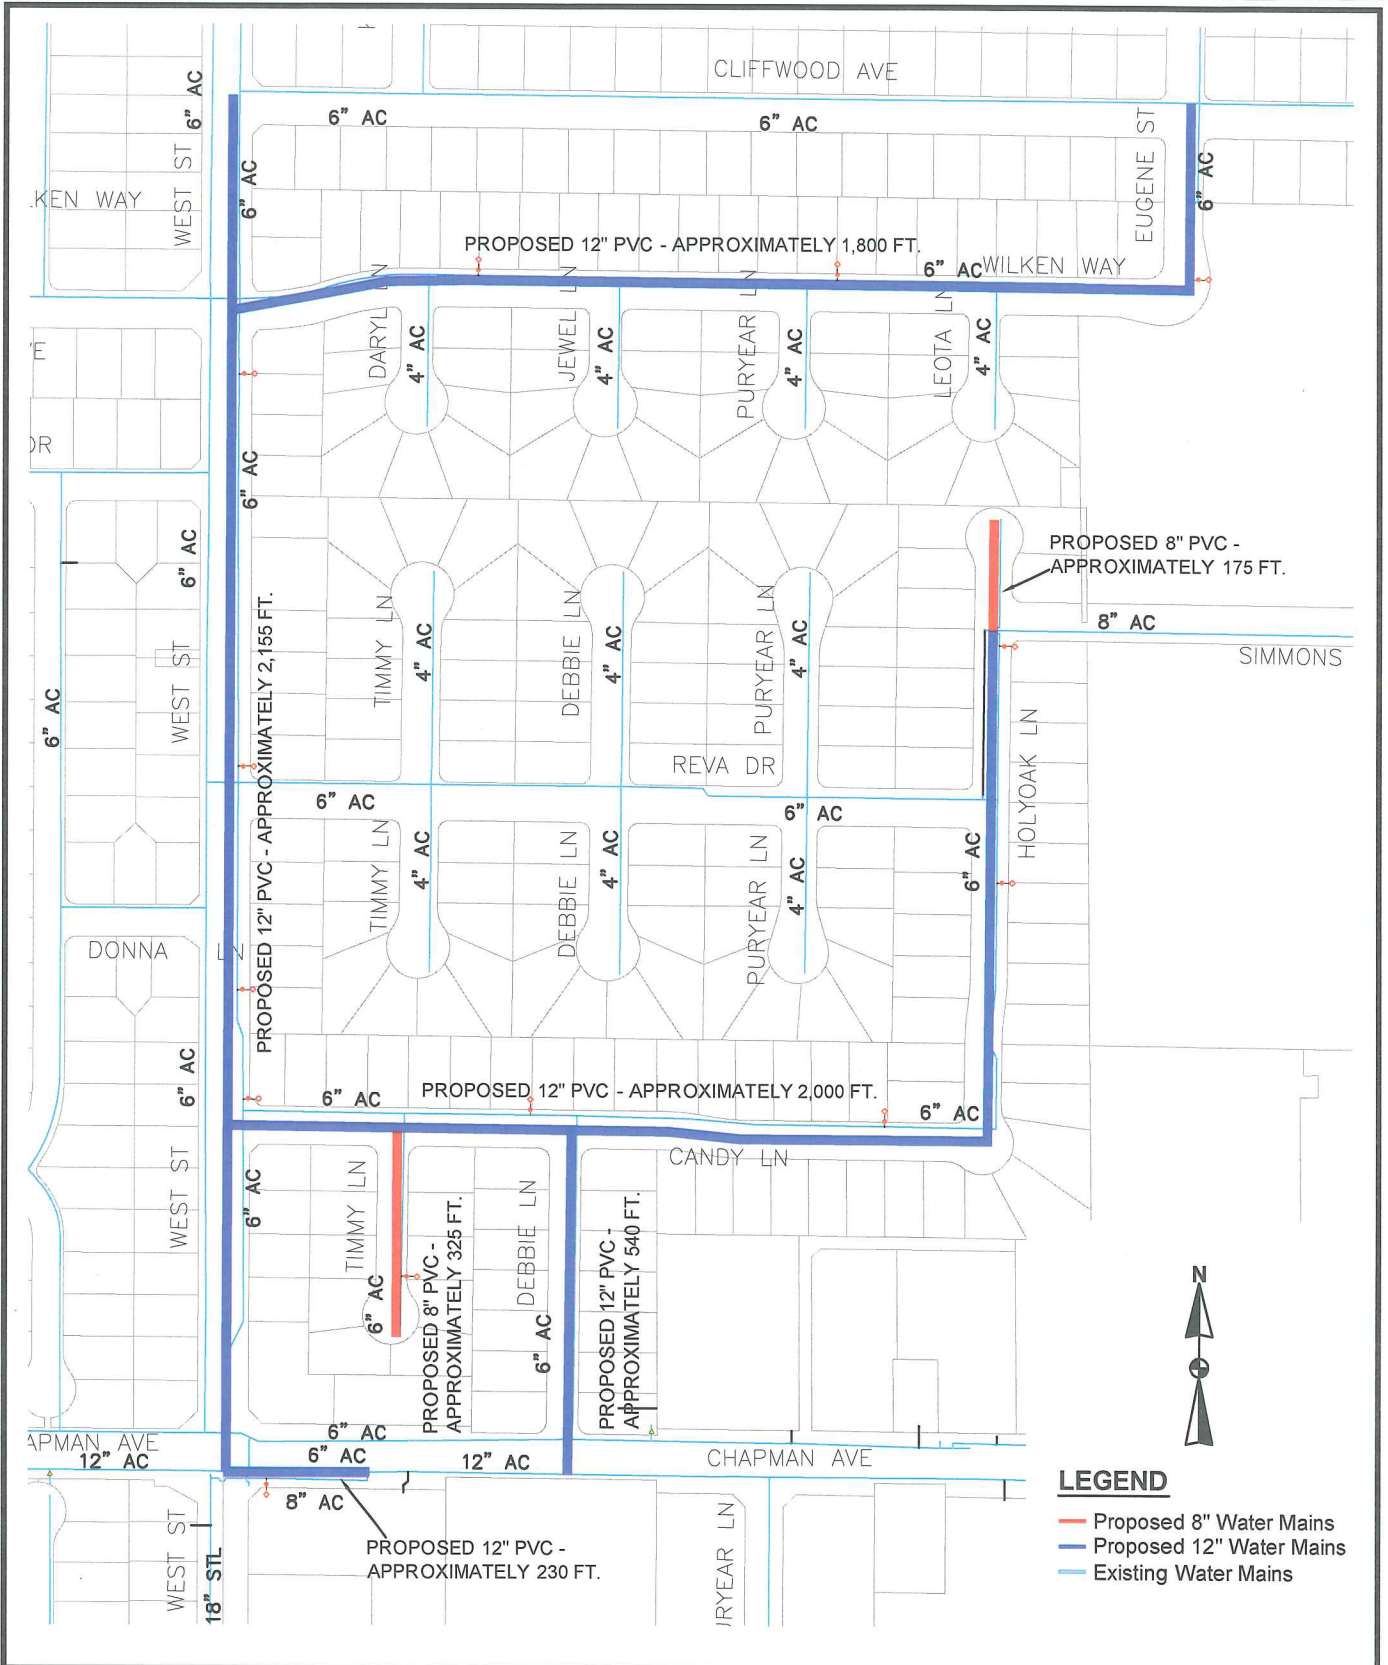 CLIFFWOOD AVE
6" AC
6" AC
6" AC
WEST ST
EUGENE ST
6" AC
6" AC
KEN WAY
PROPOSED 12" PVC - APPROXIMATELY 1,800 FT.
6" AC
WILKEN WAY
DARYL LN
4" AC
JEWEL LN
4" AC
PURYEAR LN
4" AC
LEOTA LN
4" AC
E
DR
6" AC
6" AC
PROPOSED 8" PVC -
APPROXIMATELY 175 FT.
8" AC
SIMMONS
TIMMY LN
4" AC
DEBBIE LN
4" AC
PURYEAR LN
4" AC
6" AC
WEST ST
PROPOSED 12" PVC - APPROXIMATELY 2,155 FT.
REVA DR
6" AC
6" AC
HOLYOAK LN
6" AC
TIMMY LN
4" AC
DEBBIE LN
4" AC
PURYEAR LN
4" AC
DONNA LN
6" AC
6" AC
PROPOSED 12" PVC - APPROXIMATELY 2,000 FT.
6" AC
CANDY LN
WEST ST
6" AC
TIMMY LN
6" AC
PROPOSED 8" PVC -
APPROXIMATELY 325 FT.
DEBBIE LN
6" AC
PROPOSED 12" PVC -
APPROXIMATELY 540 FT.
N
APMAN AVE
12" AC
6" AC
6" AC
12" AC
CHAPMAN AVE
8" AC
WEST ST
18" STL
PROPOSED 12" PVC -
APPROXIMATELY 230 FT.
URYEAR LN
LEGEND
Proposed 8" Water Mains
Proposed 12" Water Mains
Existing Water Mains